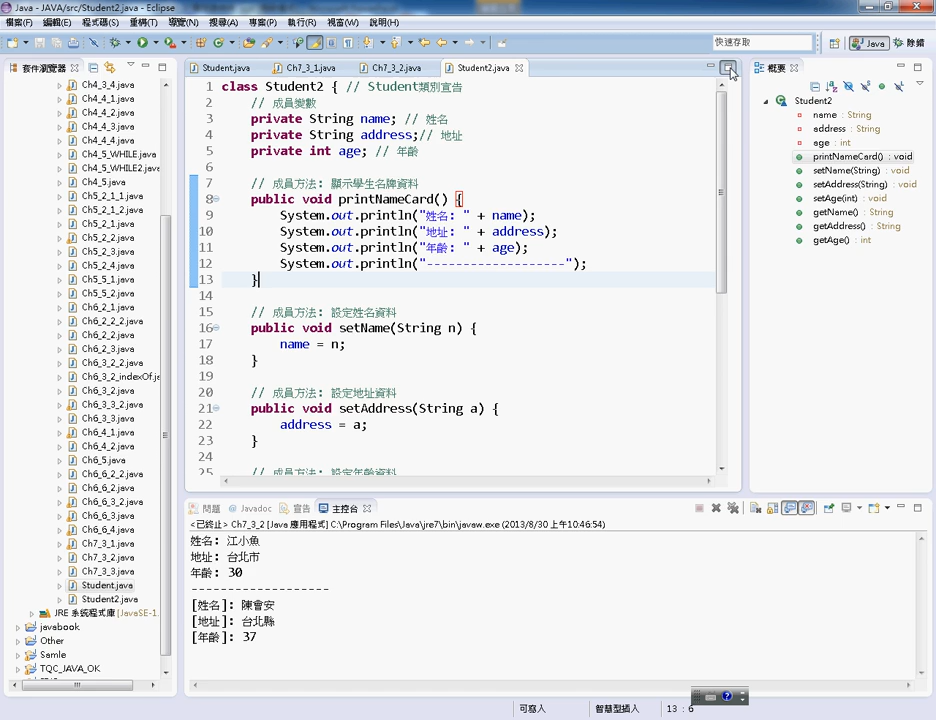 Java - JAVA/src/Student2.java - Eclipse
檔案(F) 編輯(E) 程式碼(S) 重構(T) 導覽(N) 搜尋(A) 專案(P) 執行(R) 視窗(W) 說明(H)
快速存取 Java 除錯
套件瀏覽器
Ch4_3_4.java
Ch4_4_1.java
Ch4_4_2.java
Ch4_4_3.java
Ch4_4_4.java
Ch4_5_WHILE.java
Ch4_5_WHILE2.java
Ch4_5.java
Ch5_2_1_1.java
Ch5_2_1_2.java
Ch5_2_1.java
Ch5_2_2.java
Ch5_2_3.java
Ch5_2_4.java
Ch5_5_1.java
Ch5_5_2.java
Ch6_2_1.java
Ch6_2_2_2.java
Ch6_2_2.java
Ch6_2_3.java
Ch6_3_2_2.java
Ch6_3_2_indexOf.ja
Ch6_3_2.java
Ch6_3_3_2.java
Ch6_3_3.java
Ch6_4_1.java
Ch6_4_2.java
Ch6_5.java
Ch6_6_2_2.java
Ch6_6_2.java
Ch6_6_3_2.java
Ch6_6_3.java
Ch6_6_4.java
Ch7_3_1.java
Ch7_3_2.java
Ch7_3_3.java
Student.java
Student2.java
JRE 系統程式庫 [JavaSE-1.
javabook
Other
Samle
TQC_JAVA_OK
Student.java Ch7_3_1.java Ch7_3_2.java Student2.java
1 class Student2 { // Student類別宣告
2 // 成員變數
3 private String name; // 姓名
4 private String address;// 地址
5 private int age; // 年齡
6
7 // 成員方法: 顯示學生名牌資料
8 public void printNameCard() {
9 System.out.println("姓名: " + name);
10 System.out.println("地址: " + address);
11 System.out.println("年齡: " + age);
12 System.out.println("-------------------");
13 }
14
15 // 成員方法: 設定姓名資料
16 public void setName(String n) {
17 name = n;
18 }
19
20 // 成員方法: 設定地址資料
21 public void setAddress(String a) {
22 address = a;
23 }
24
25 // 成員方法: 設定年齡資料
概要
Student2
name : String
address : String
age : int
printNameCard() : void
setName(String) : void
setAddress(String) : void
setAge(int) : void
getName() : String
getAddress() : String
getAge() : int
問題 @ Javadoc 宣告 主控台
<已終止> Ch7_3_2 [Java 應用程式] C:\Program Files\Java\jre7\bin\javaw.exe (2013/8/30 上午10:46:54)
姓名: 江小魚
地址: 台北市
年齡: 30
-------------------
[姓名]: 陳會安
[地址]: 台北縣
[年齡]: 37
可寫入 智慧型插入 13 : 6